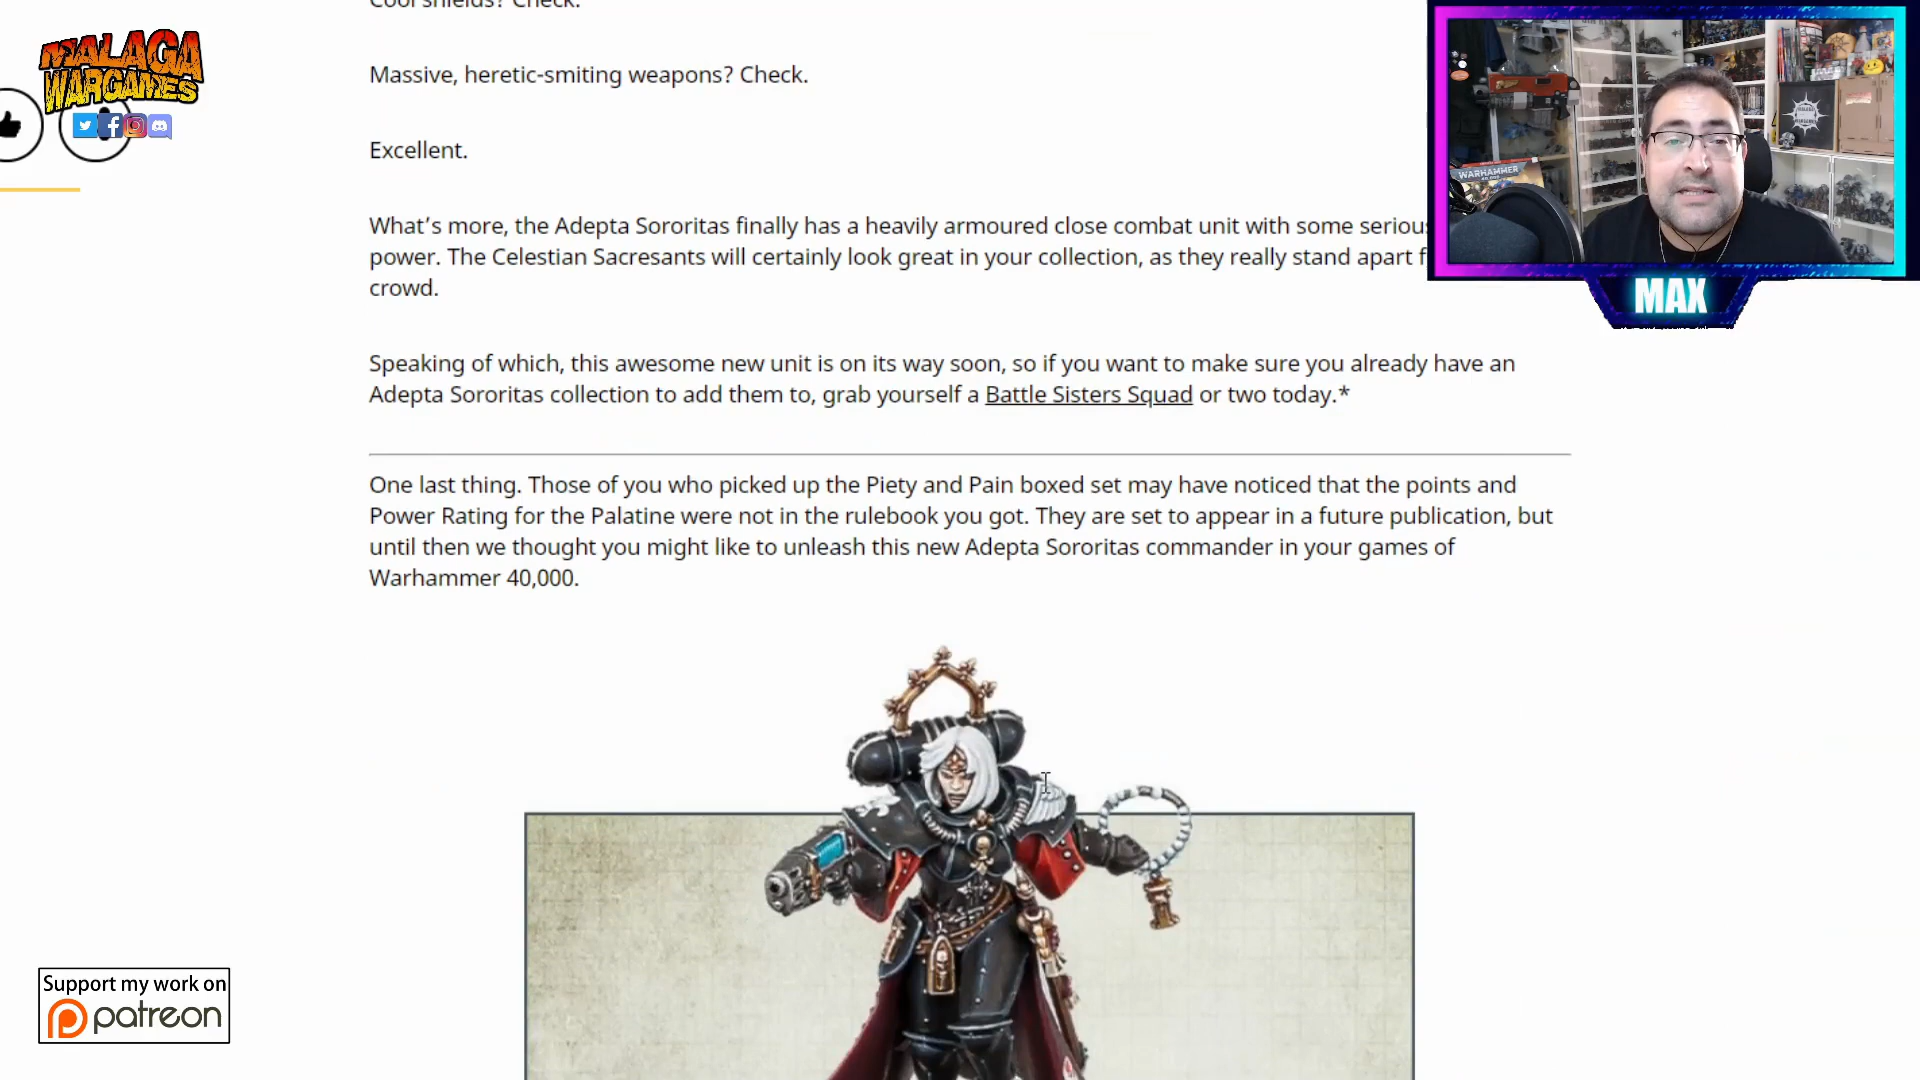 Cool shields? Check.
MALAGA
WARGAMES
Massive, heretic-smiting weapons? Check.
WARHAMMER
Excellent.
What's more, the Adepta Sororitas finally has a heavily armoured close combat unit with some serious
power. The Celestian Sacresants will certainly look great in your collection, as they really stand apart
crowd.
MAX
Speaking of which, this awesome new unit is on its way soon, so if you want to make sure you already have an
Adepta Sororitas collection to add them to, grab yourself a Battle Sisters Squad or two today.*
One last thing. Those of you who picked up the Piety and Pain boxed set may have noticed that the points and
Power Rating for the Palatine were not in the rulebook you got. They are set to appear in a future publication, but
until then we thought you might like to unleash this new Adepta Sororitas commander in your games of
Warhammer 40,000.
Support my work on
patreon